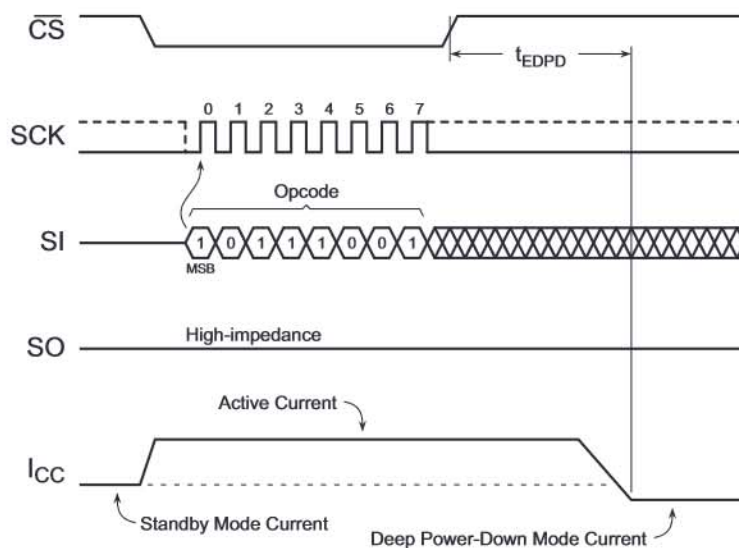 CS
tEDPD
0 1 2 3 4 5 6 7
SCK
Opcode
SI
1 0 1 1 1 0 0 1
MSB
High-impedance
SO
Active Current
ICC
Standby Mode Current
Deep Power-Down Mode Current